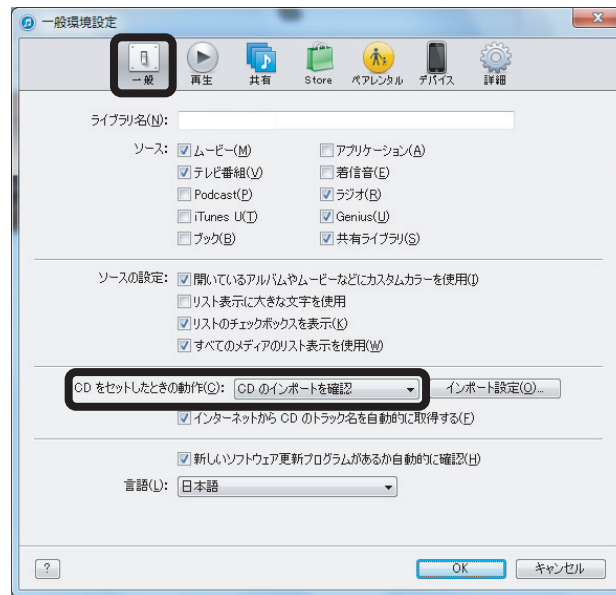 一般環境設定
一般 再生 共有 Store ペアレンタル デバイス 詳細
ライブラリ名(N):
ソース: ムービー(M) アプリケーション(A)
テレビ番組(V) 着信音(E)
Podcast(P) ラジオ(R)
iTunes U(T) Genius(U)
ブック(B) 共有ライブラリ(S)
ソースの設定: 開いているアルバムやムービーなどにカスタムカラーを使用(I)
リスト表示に大きな文字を使用
リストのチェックボックスを表示(K)
すべてのメディアのリスト表示を使用(W)
CD をセットしたときの動作(C): CD のインポートを確認 インポート設定(O)...
インターネットから CD のトラック名を自動的に取得する(F)
新しいソフトウェア更新プログラムがあるか自動的に確認(H)
言語(L): 日本語
? OK キャンセル